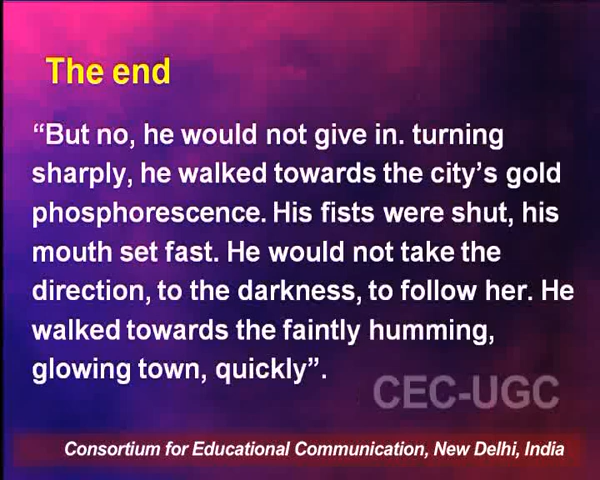 The end
“But no, he would not give in. turning
sharply, he walked towards the city’s gold
phosphorescence. His fists were shut, his
mouth set fast. He would not take the
direction, to the darkness, to follow her. He
walked towards the faintly humming,
glowing town, quickly”.
CEC-UGC
Consortium for Educational Communication, New Delhi, India